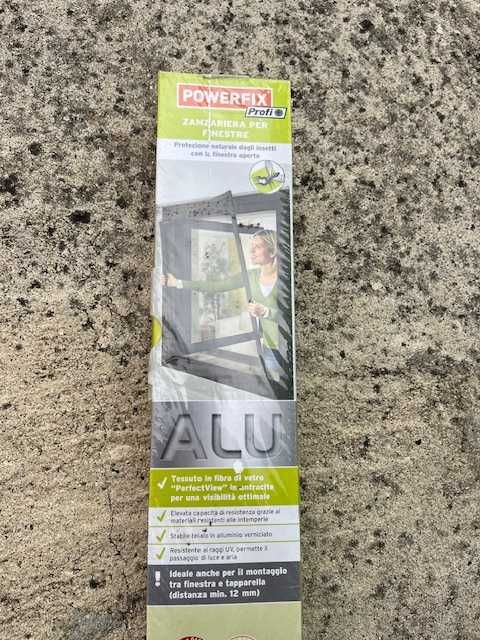 POWERFIX
Profi
ZANZARIERA PER
FINESTRE
Protezione naturale dagli insetti
con la finestra aperta
ALU
Tessuto in fibra di vetro
"PerfectView" in antracite
per una visibilità ottimale
Elevata capacità di resistenza grazie ai
materiali resistenti alle intemperie
Stabile telaio in alluminio verniciato
Resistente ai raggi UV, permette il
passaggio di luce e aria
! Ideale anche per il montaggio
tra finestra e tapparella
(distanza min. 12 mm)